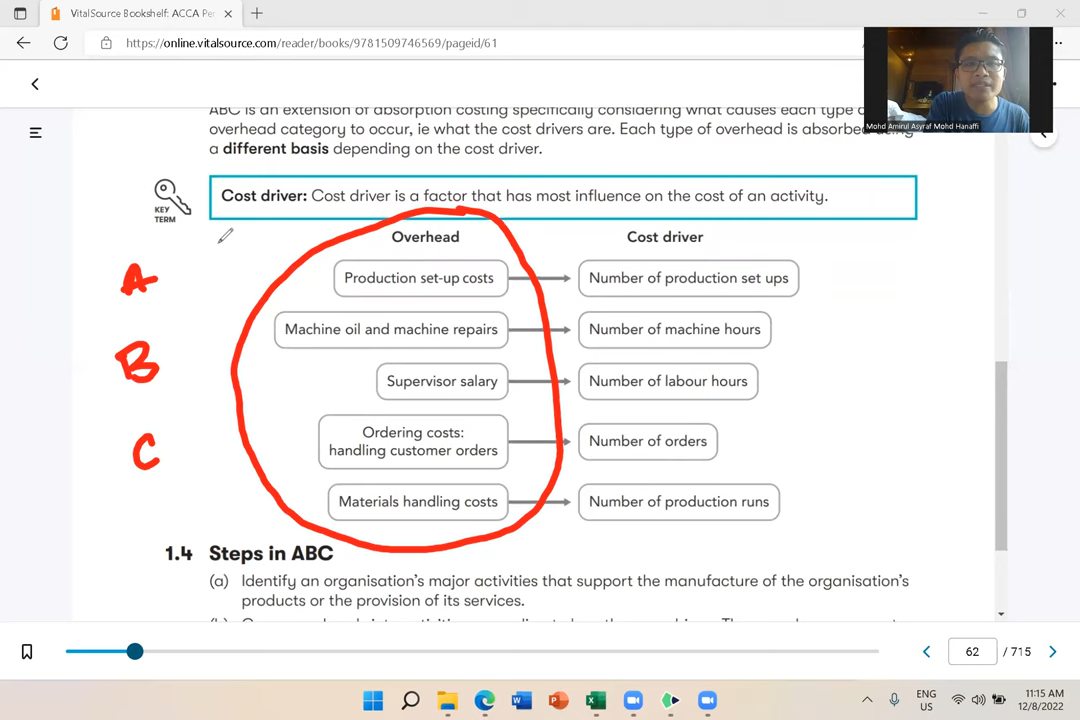 VitalSource Bookshelf: ACCA Per
https://online.vitalsource.com/reader/books/9781509746569/pageid/61
Mohd Amirul Asyraf Mohd Hanaffi
ABC is an extension of absorption costing specifically considering what causes each type
overhead category to occur, ie what the cost drivers are. Each type of overhead is absorbed
a different basis depending on the cost driver.
KEY
TERM
Cost driver: Cost driver is a factor that has most influence on the cost of an activity.
Overhead Cost driver
A Production set-up costs Number of production set ups
Machine oil and machine repairs Number of machine hours
B Supervisor salary Number of labour hours
C Ordering costs:
handling customer orders Number of orders
Materials handling costs Number of production runs
1.4 Steps in ABC
(a) Identify an organisation's major activities that support the manufacture of the organisation's
products or the provision of its services.
62 / 715
ENG
US
11:15 AM
12/8/2022